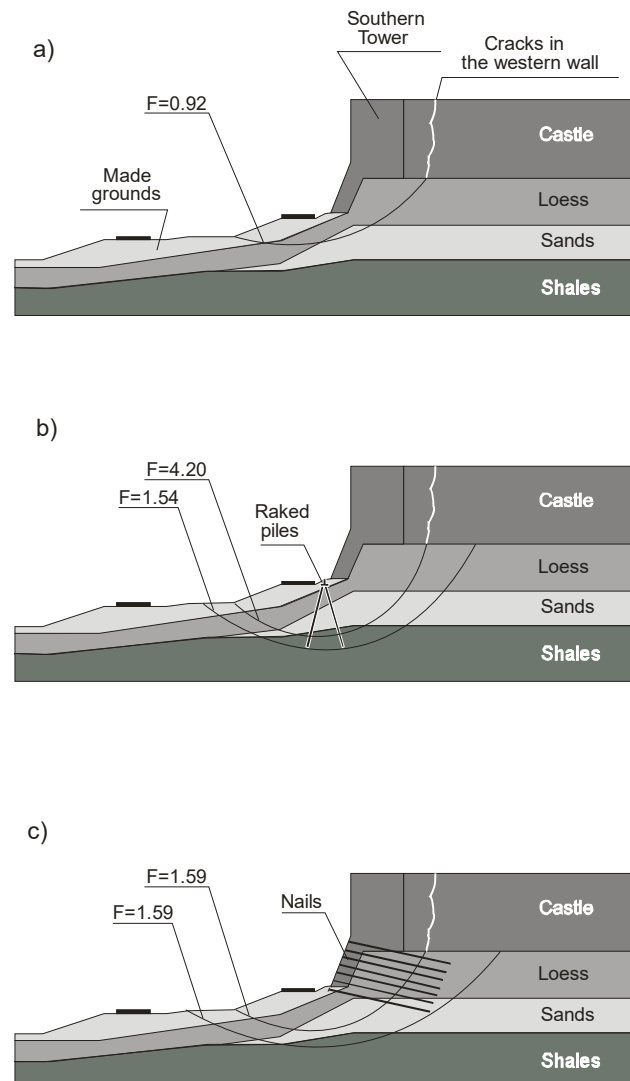 a)
Southern
Tower
Cracks in
the western wall
F=0.92
Made
grounds
Castle
Loess
Sands
Shales
b)
F=4.20
F=1.54
Raked
piles
Castle
Loess
Sands
Shales
c)
F=1.59
F=1.59
Nails
Castle
Loess
Sands
Shales